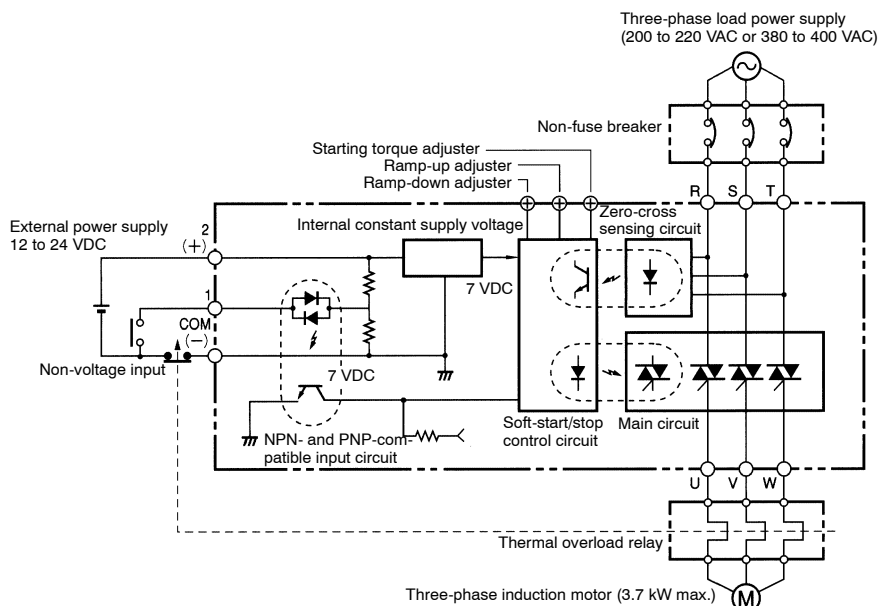 Three-phase load power supply
(200 to 220 VAC or 380 to 400 VAC)
Non-fuse breaker
Starting torque adjuster
Ramp-up adjuster
Ramp-down adjuster
R S T
External power supply
12 to 24 VDC
2
(+)
Internal constant supply voltage
Zero-cross
sensing circuit
7 VDC
1
COM
(−)
Non-voltage input
7 VDC
NPN- and PNP-com-
patible input circuit
Soft-start/stop
control circuit
Main circuit
U V W
Thermal overload relay
Three-phase induction motor (3.7 kW max.)
M